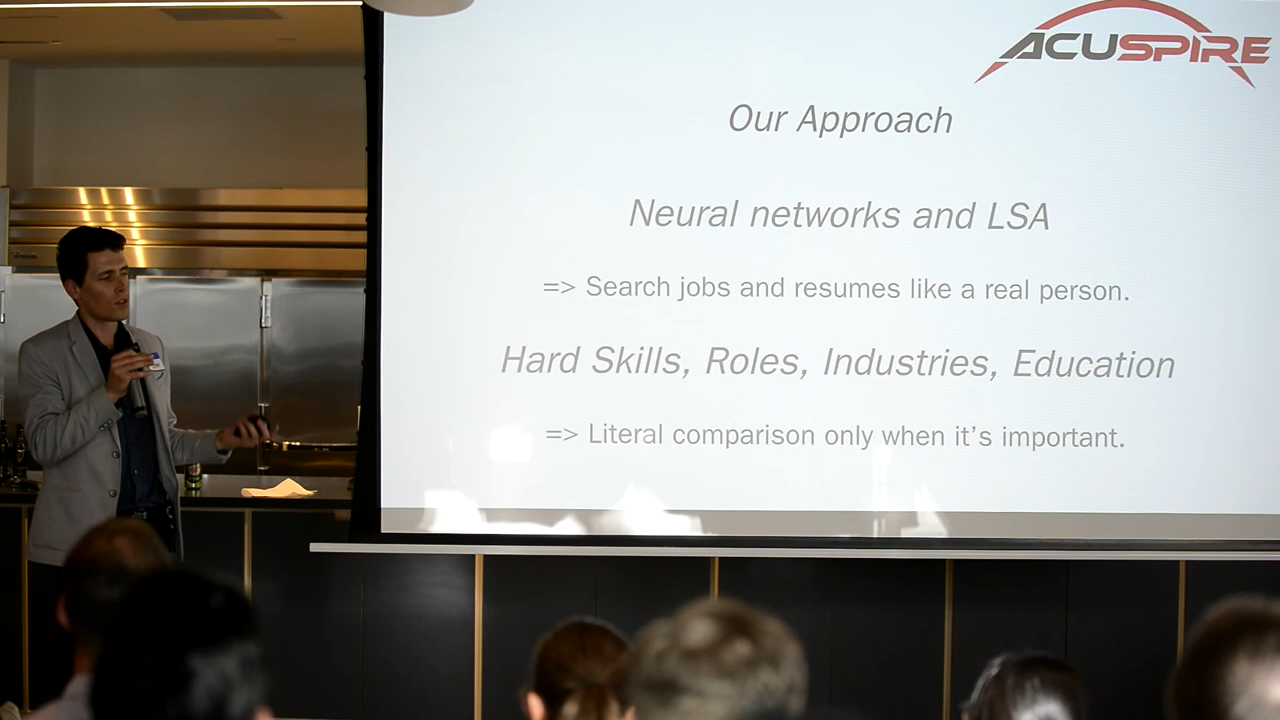 ACUSPIRE
Our Approach
Neural networks and LSA
=> Search jobs and resumes like a real person.
Hard Skills, Roles, Industries, Education
=> Literal comparison only when it's important.